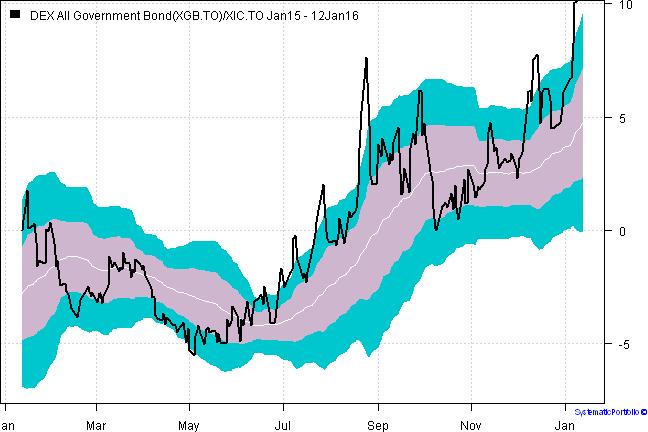 DEX All Government Bond(XGB.TO)/XIC.TO Jan15 - 12Jan16
10
5
0
-5
an Mar May Jul Sep Nov Jan
SystematicPortfolio ©